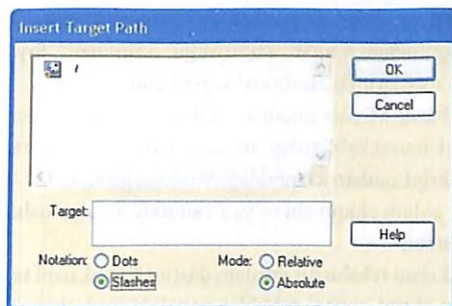 Insert Target Path
/
OK
Cancel
Target:
Help
Notation: Dots Mode: Relative
Slashes Absolute